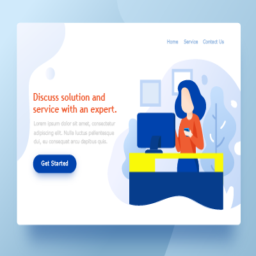 Home Service Contact Us
Discuss solution and
service with an expert.
Lorem ipsum dolor sit amet, consectetur
adipiscing elit. Nulla luctus pellentesque
dui, eu consequat arcu dapibus quis.
Get Started